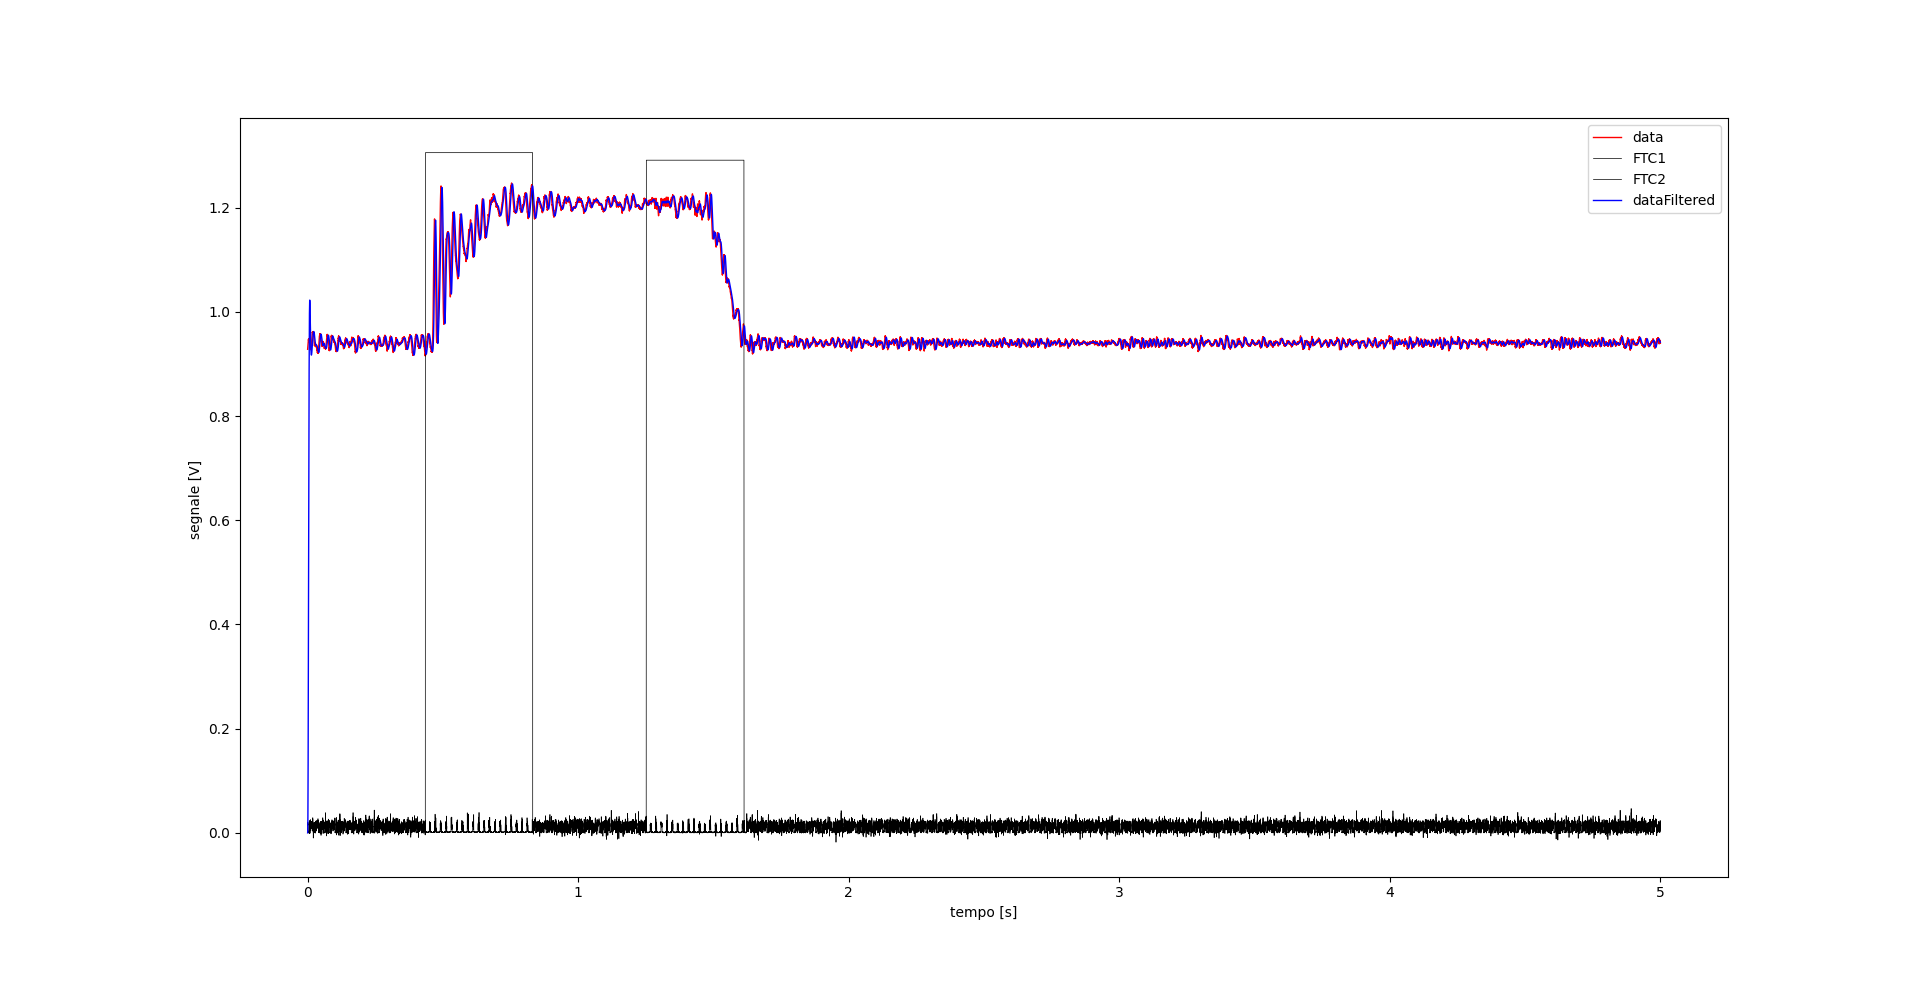 data
FTC1
FTC2
dataFiltered
1.2
1.0
0.8
0.6
0.4
0.2
0.0
segnale [V]
0 1 2 3 4 5
tempo [s]